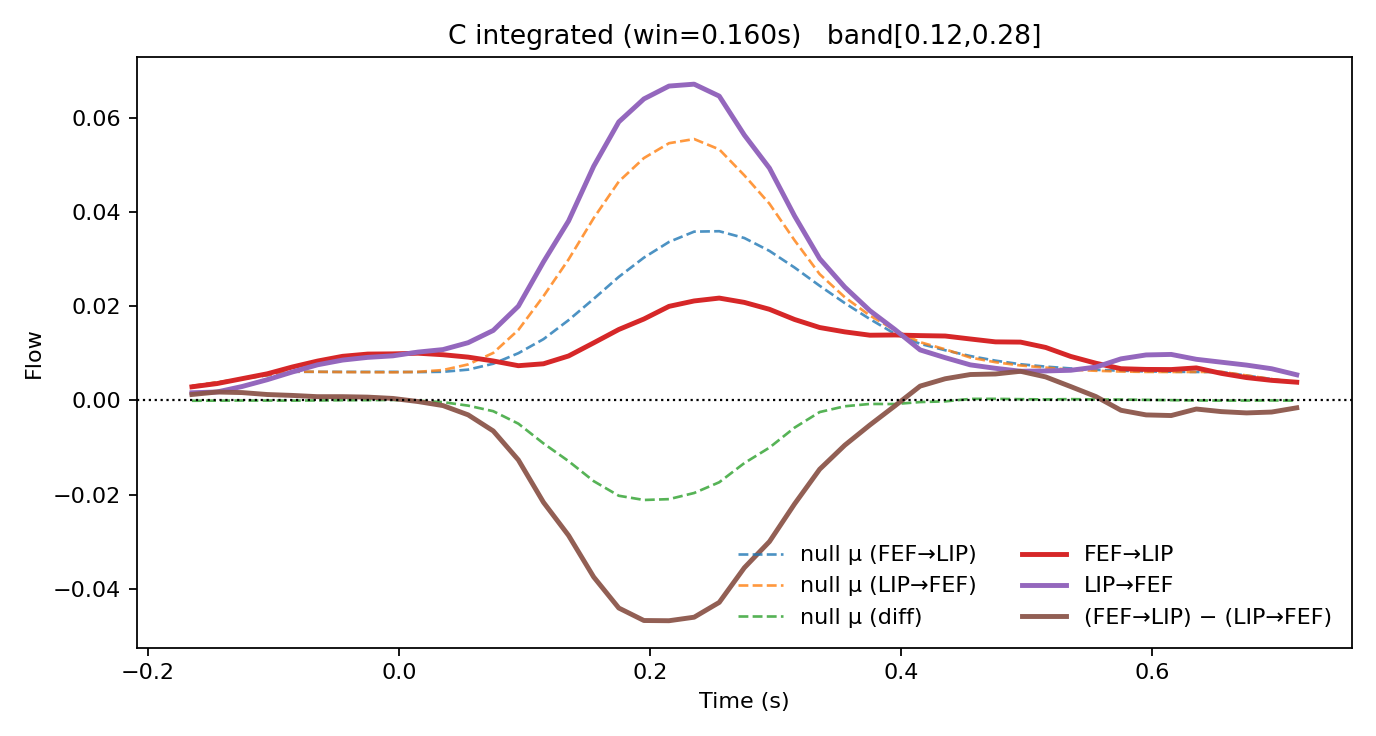 C integrated (win=0.160s)   band[0.12,0.28]
Flow
0.06
0.04
0.02
0.00
−0.02
−0.04
null μ (FEF→LIP)
null μ (LIP→FEF)
null μ (diff)
FEF→LIP
LIP→FEF
(FEF→LIP) − (LIP→FEF)
−0.2
0.0
0.2
0.4
0.6
Time (s)